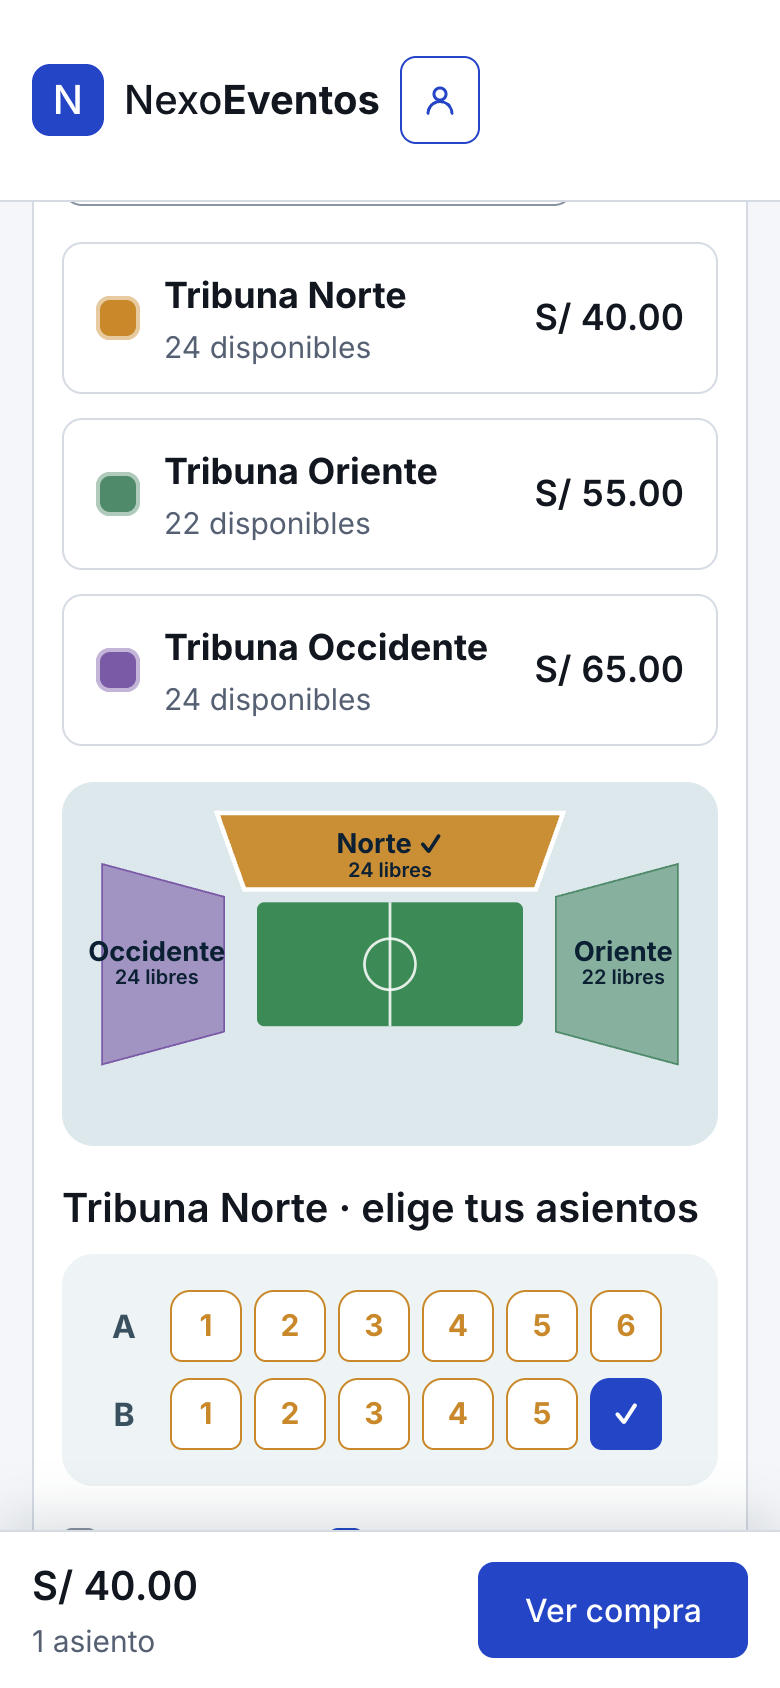 N NexoEventos
Tribuna Norte
24 disponibles
S/ 40.00
Tribuna Oriente
22 disponibles
S/ 55.00
Tribuna Occidente
24 disponibles
S/ 65.00
Norte ✓
24 libres
Occidente
24 libres
Oriente
22 libres
Tribuna Norte · elige tus asientos
A 1 2 3 4 5 6
B 1 2 3 4 5 ✓
S/ 40.00
1 asiento
Ver compra